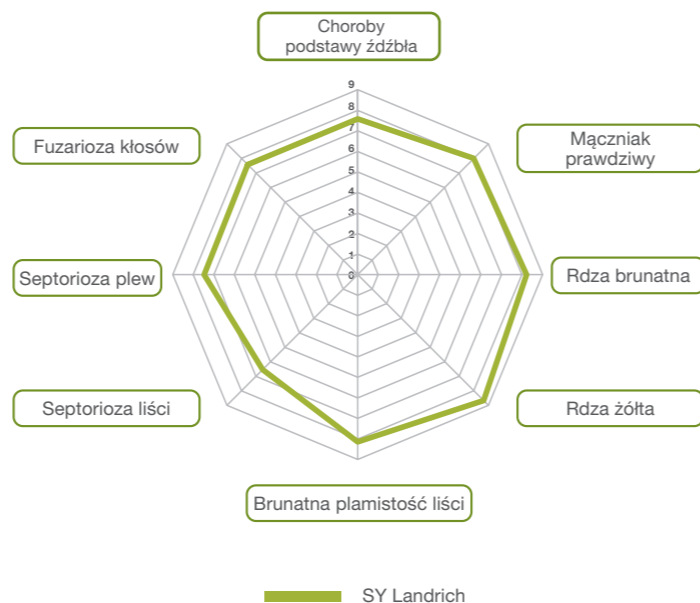 Choroby
podstawy źdźbła
Fuzarioza kłosów
Mączniak
prawdziwy
9
8
7
6
5
4
3
2
1
0
Septorioza plew
Rdza brunatna
Septorioza liści
Rdza żółta
Brunatna plamistość liści
SY Landrich